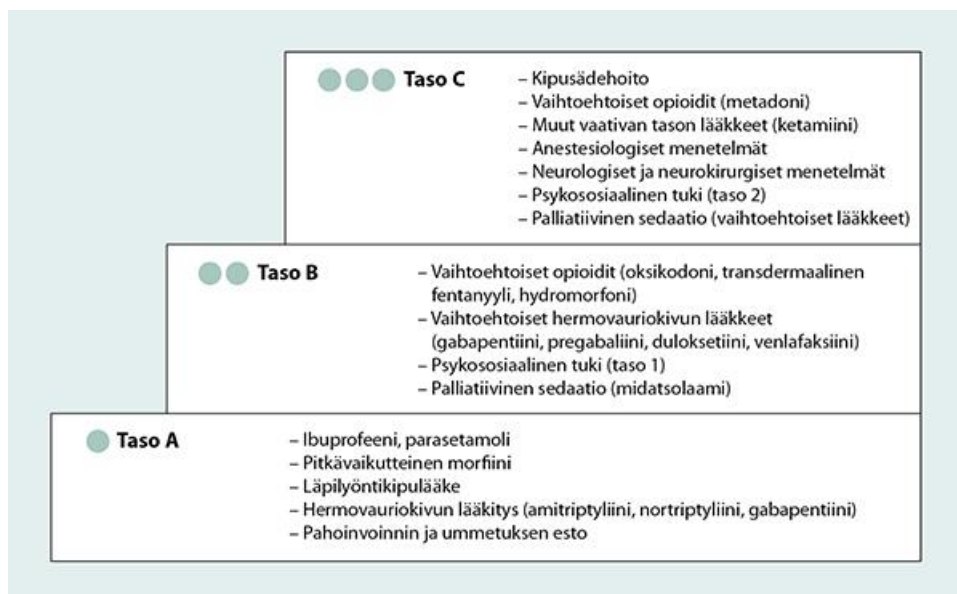 Taso C
– Kipusädehoito
– Vaihtoehtoiset opioidit (metadoni)
– Muut vaativan tason lääkkeet (ketamiini)
– Anestesiologiset menetelmät
– Neurologiset ja neurokirurgiset menetelmät
– Psykososiaalinen tuki (taso 2)
– Palliatiivinen sedaatio (vaihtoehtoiset lääkkeet)
Taso B
– Vaihtoehtoiset opioidit (oksikodoni, transdermaalinen
fentanyyli, hydromorfoni)
– Vaihtoehtoiset hermovauriokivun lääkkeet
(gabapentiini, pregabaliini, duloksetiini, venlafaksiini)
– Psykososiaalinen tuki (taso 1)
– Palliatiivinen sedaatio (midatsolaami)
Taso A
– Ibuprofeeni, parasetamoli
– Pitkävaikutteinen morfiini
– Läpilyöntikipulääke
– Hermovauriokivun lääkitys (amitriptyliini, nortriptyliini, gabapentiini)
– Pahoinvoinnin ja ummetuksen esto